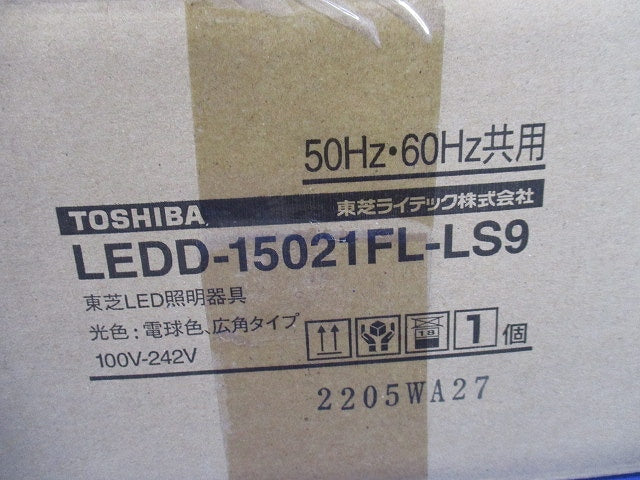 50Hz・60Hz共用
TOSHIBA 東芝ライテック株式会社
LEDD-15021FL-LS9
東芝LED照明器具
光色：電球色、広角タイプ
100V-242V
18
1個
2205WA27